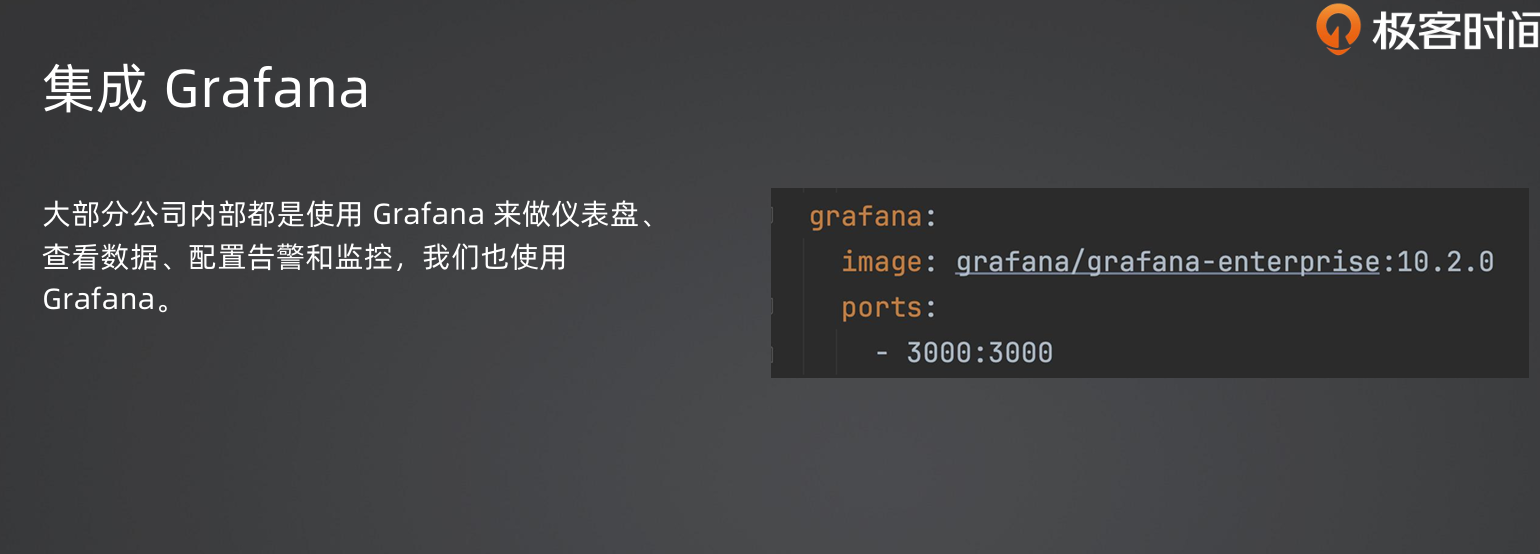 极客时间
集成 Grafana
大部分公司内部都是使用 Grafana 来做仪表盘、
查看数据、配置告警和监控，我们也使用
Grafana。
grafana:
image: grafana/grafana-enterprise:10.2.0
ports:
- 3000:3000